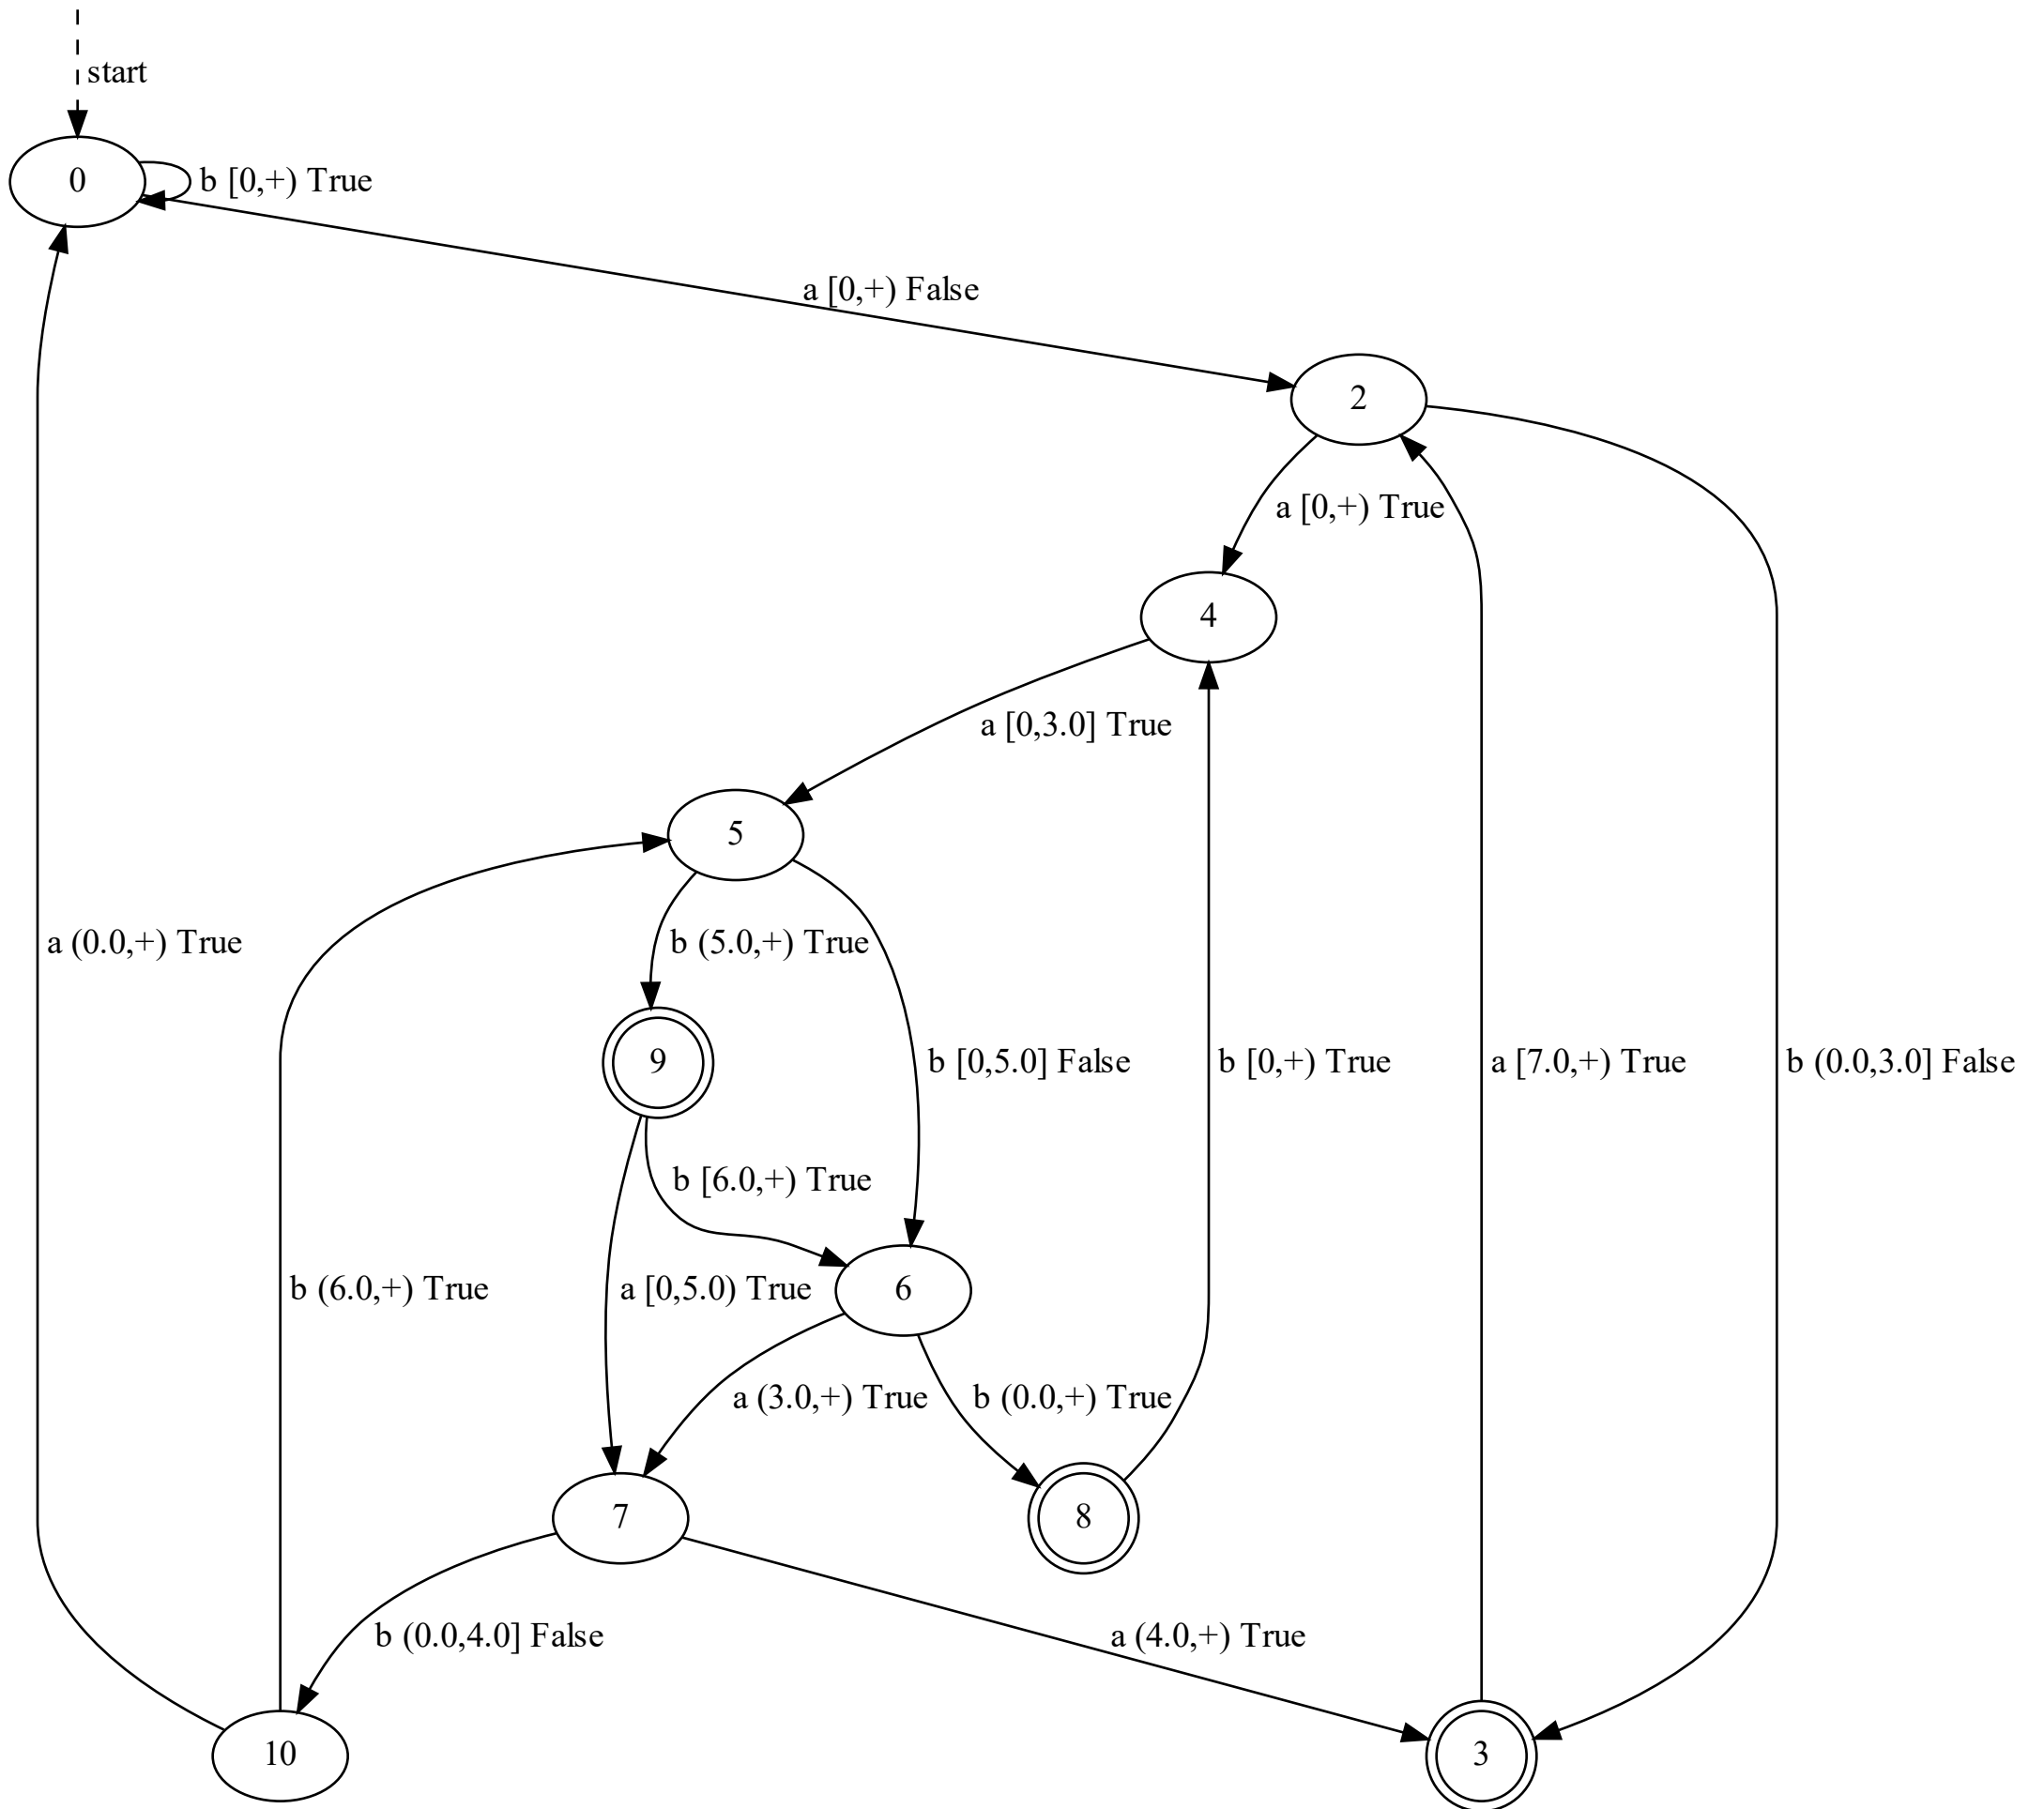 start
0
b [0,+) True
a [0,+) False
2
a [0,+) True
4
a [0,3.0] True
5
a (0.0,+) True
b (5.0,+) True
9
b [0,5.0] False
b [0,+) True
a [7.0,+) True
b (0.0,3.0] False
b [6.0,+) True
b (6.0,+) True
a [0,5.0) True
6
a (3.0,+) True
b (0.0,+) True
7
8
b (0.0,4.0] False
a (4.0,+) True
10
3